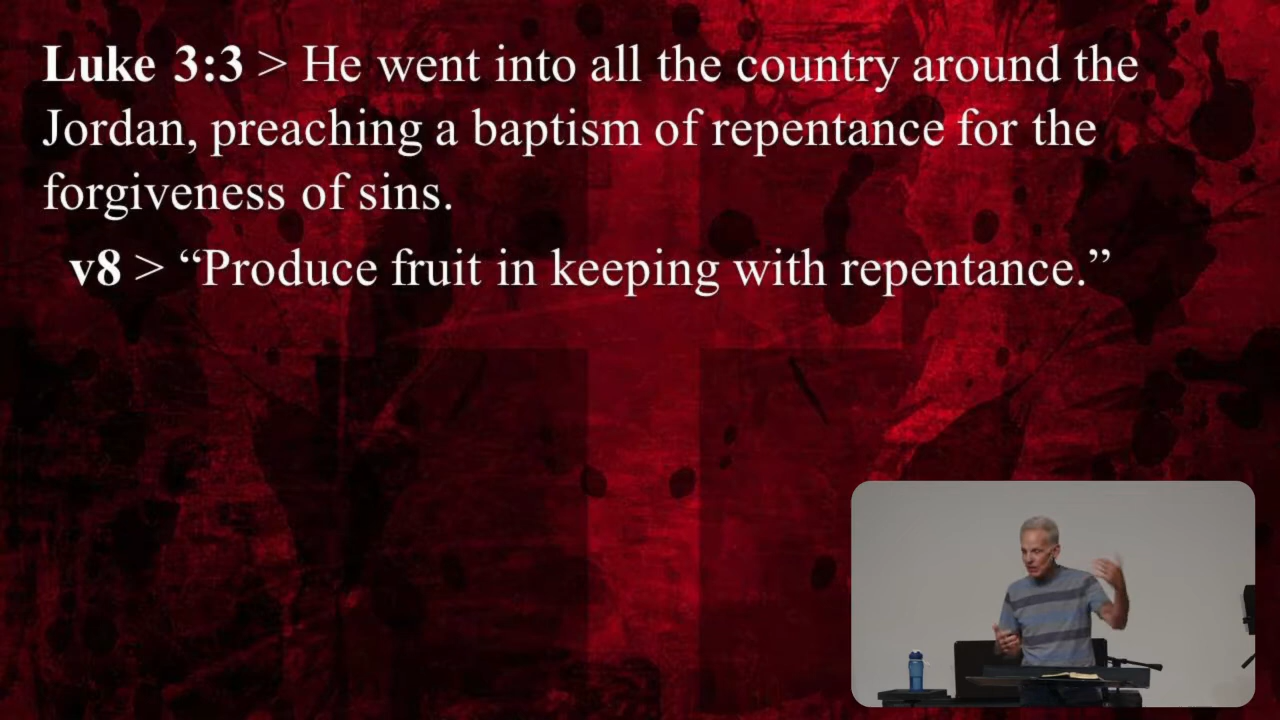 Luke 3:3 > He went into all the country around the
Jordan, preaching a baptism of repentance for the
forgiveness of sins.
v8 > “Produce fruit in keeping with repentance.”